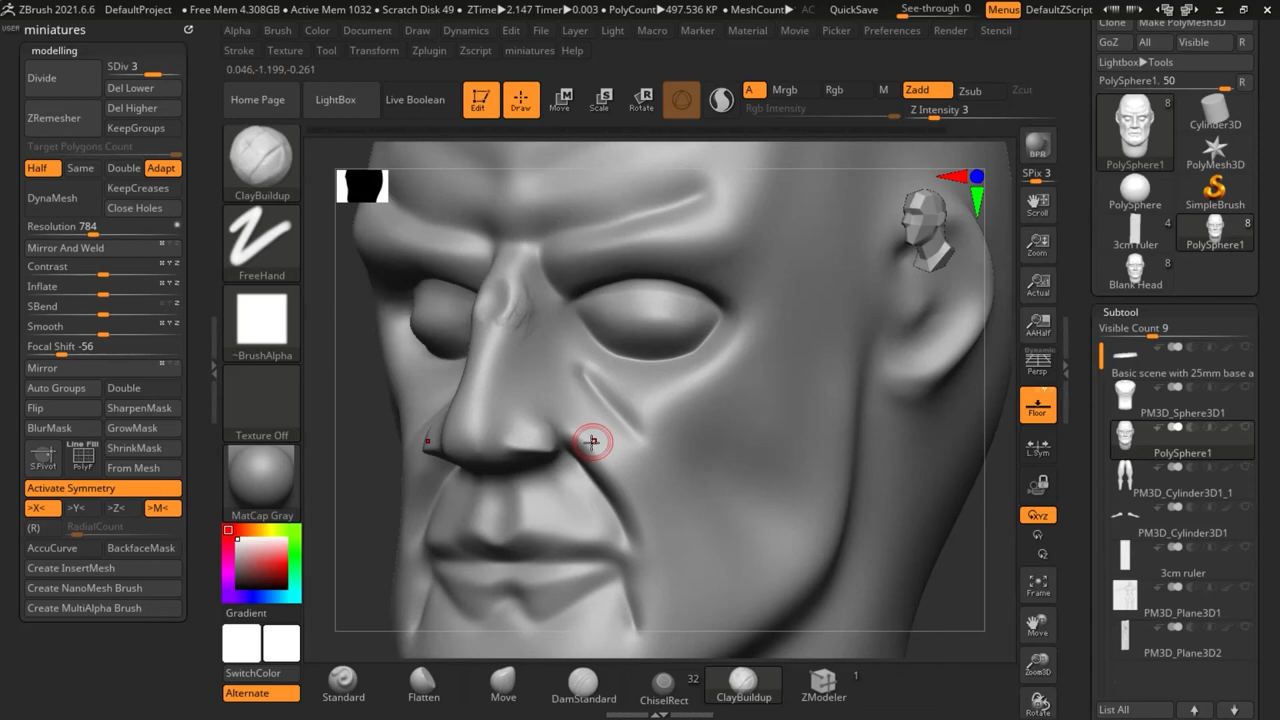 ZBrush 2021.6.6 DefaultProject • Free Mem 4.308GB • Active Mem 1032 • Scratch Disk 49 • ZTime▶2.147 Timer▶0.003 • PolyCount▶497.536 KP • MeshCount▶ AC QuickSave See-through 0 Menus DefaultZScript
USER miniatures
Alpha Brush Color Document Draw Dynamics Edit File Layer Light Macro Marker Material Movie Picker Preferences Render Stencil
Stroke Texture Tool Transform Zplugin Zscript miniatures Help
0.046,-1.199,-0.261
Home Page LightBox Live Boolean Edit Draw Move Scale Rotate A Mrgb Rgb M Zadd Zsub Zcut
Rgb Intensity Z Intensity 3
modelling
Divide SDiv 3
Del Lower
ZRemesher Del Higher
KeepGroups
Target Polygons Count
Half Same Double Adapt
DynaMesh KeepCreases
Close Holes
Resolution 784
Mirror And Weld
Contrast
Inflate
SBend
Smooth
Focal Shift -56
Mirror
Auto Groups Double
Flip SharpenMask
BlurMask GrowMask
S.Pivot Line Fill PolyF ShrinkMask
From Mesh
Activate Symmetry
>X< >Y< >Z< >M<
(R) RadialCount
AccuCurve BackfaceMask
Create InsertMesh
Create NanoMesh Brush
Create MultiAlpha Brush
ClayBuildup
FreeHand
~BrushAlpha
Texture Off
MatCap Gray
Gradient
SwitchColor
Alternate
Standard Flatten Move DamStandard ChiselRect 32 ClayBuildup ZModeler 1
BPR
SPix 3
Scroll
Zoom
Actual
AAHalf
Dynamic
Persp
Floor
L.Sym
XYZ
Frame
Move
Zoom3D
Rotate
Clone Make PolyMesh3D
GoZ All Visible R
Lightbox▶Tools
PolySphere1. 50 R
8 Cylinder3D
PolySphere1 PolyMesh3D
PolySphere SimpleBrush
4 8
3cm ruler PolySphere1
8
Blank Head
Subtool
Visible Count 9
Basic scene with 25mm base a
PM3D_Sphere3D1
PolySphere1
PM3D_Cylinder3D1_1
PM3D_Cylinder3D1
3cm ruler
PM3D_Plane3D1
PM3D_Plane3D2
List All